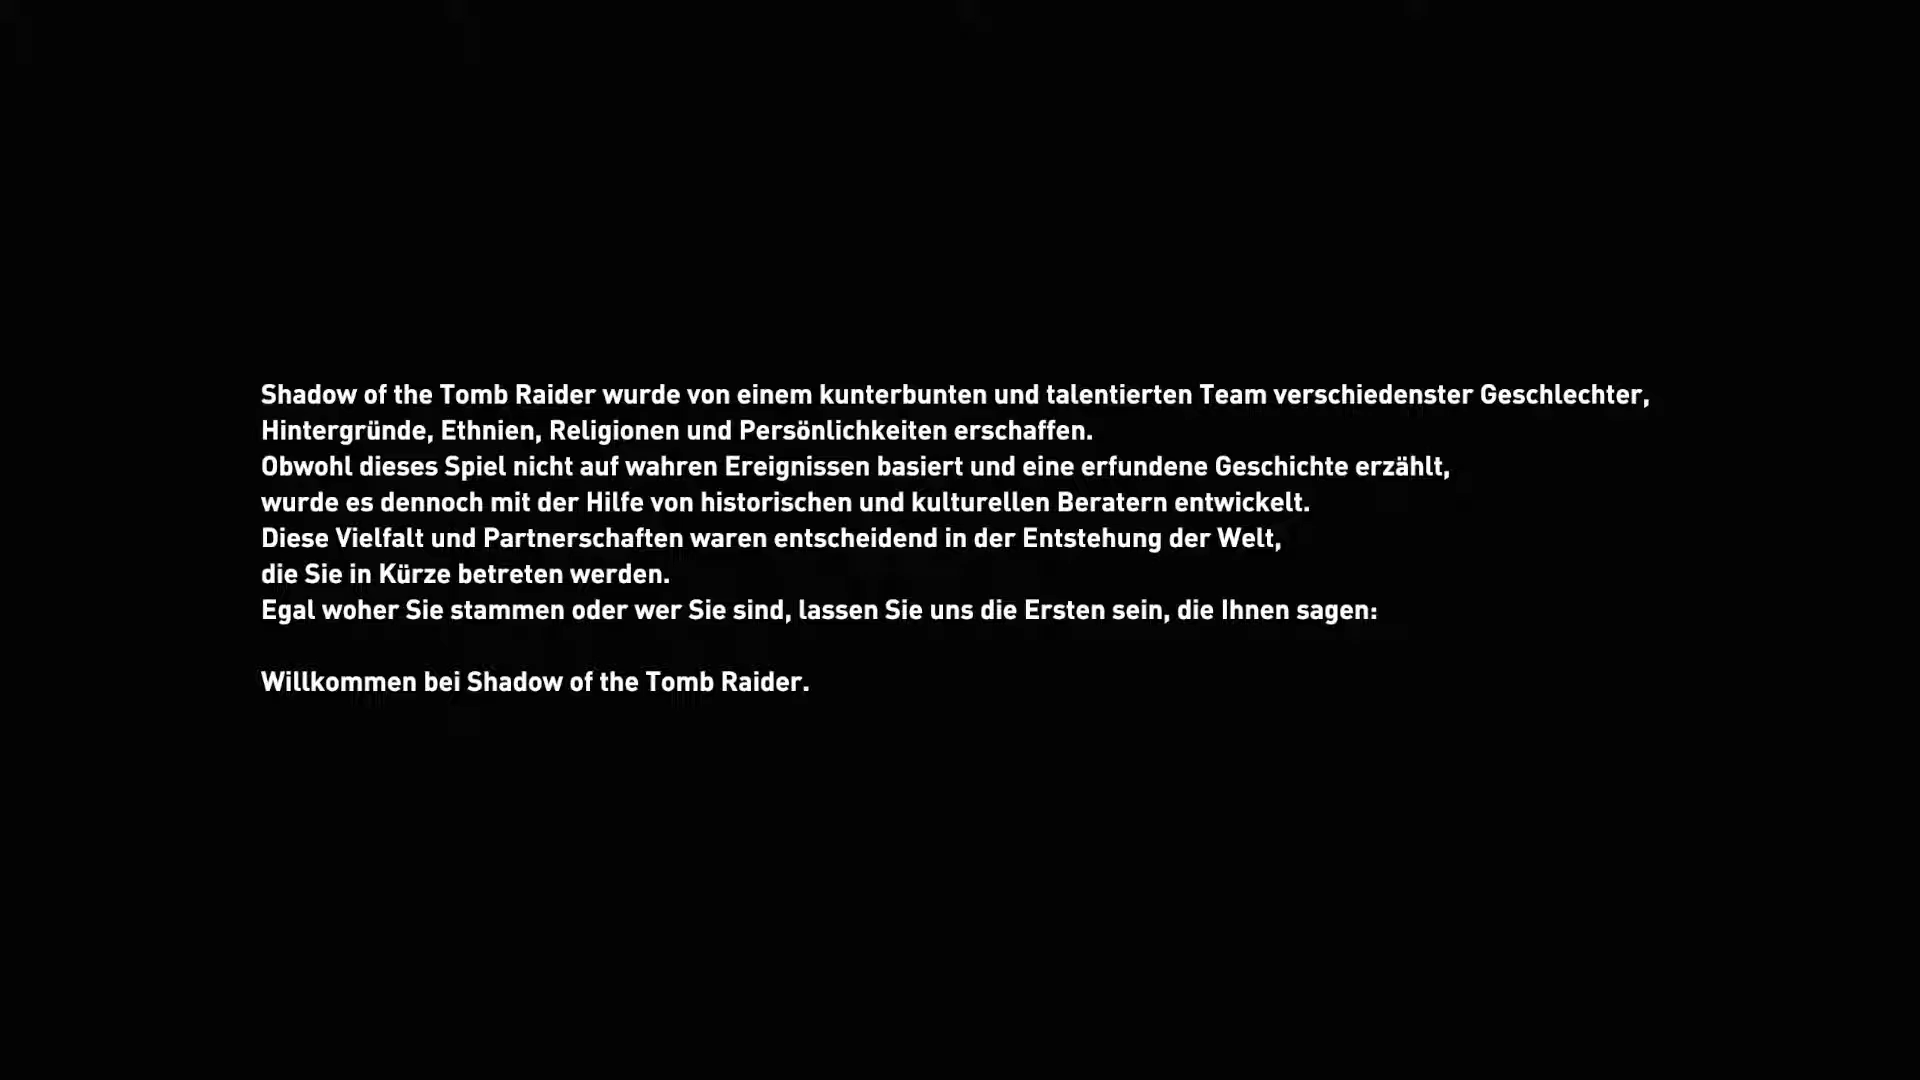 Shadow of the Tomb Raider wurde von einem kunterbunten und talentierten Team verschiedenster Geschlechter,
Hintergründe, Ethnien, Religionen und Persönlichkeiten erschaffen.
Obwohl dieses Spiel nicht auf wahren Ereignissen basiert und eine erfundene Geschichte erzählt,
wurde es dennoch mit der Hilfe von historischen und kulturellen Beratern entwickelt.
Diese Vielfalt und Partnerschaften waren entscheidend in der Entstehung der Welt,
die Sie in Kürze betreten werden.
Egal woher Sie stammen oder wer Sie sind, lassen Sie uns die Ersten sein, die Ihnen sagen:
Willkommen bei Shadow of the Tomb Raider.